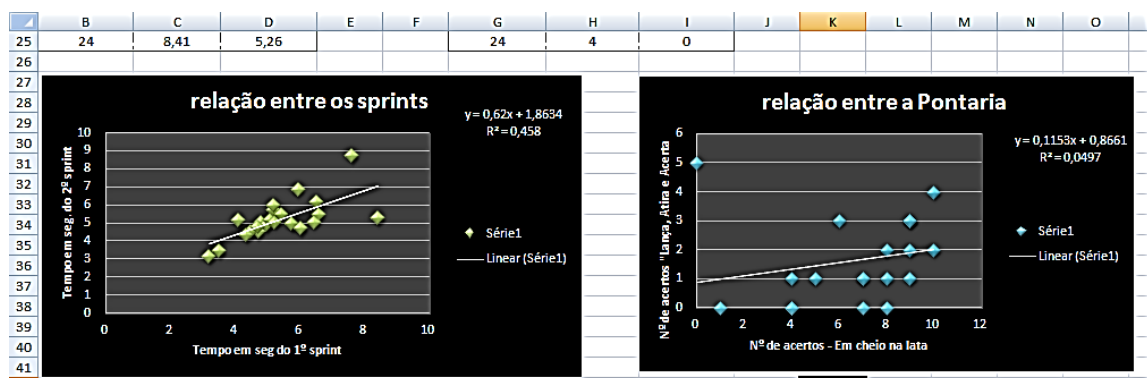 B C D E F G H I J K L M N O
25 24 8,41 5,26 24 4 0
26
27
28
29
30
31
32
33
34
35
36
37
38
39
40
41
relação entre os sprints
y = 0,62x + 1,8634
R² = 0,458
Tempo em seg. do 2º sprint
10
9
8
7
6
5
4
3
2
1
0
0 2 4 6 8 10
Tempo em seg do 1º sprint
Série1
Linear (Série1)
relação entre a Pontaria
y = 0,1153x + 0,8661
R² = 0,0497
Nº de acertos "Lança, Atira e Acerta
6
5
4
3
2
1
0
0 2 4 6 8 10 12
Nº de acertos - Em cheio na lata
Série1
Linear (Série1)